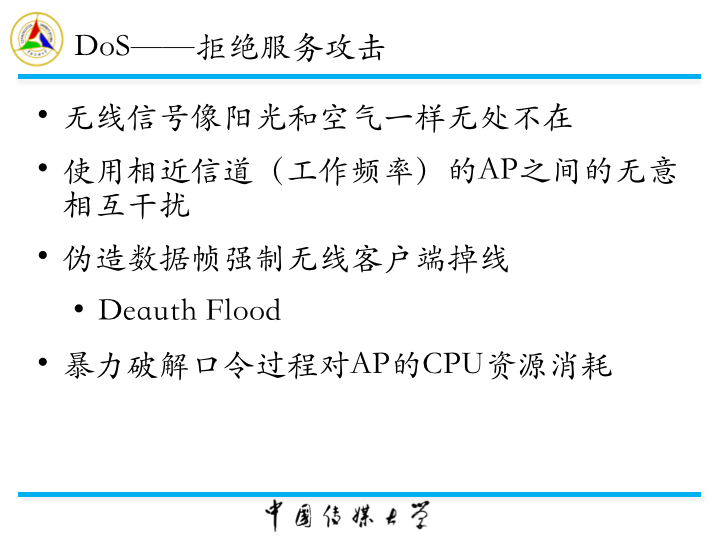 DoS——拒绝服务攻击
• 无线信号像阳光和空气一样无处不在
• 使用相近信道（工作频率）的AP之间的无意
相互干扰
• 伪造数据帧强制无线客户端掉线
• Deauth Flood
• 暴力破解口令过程对AP的CPU资源消耗
中国传媒大学